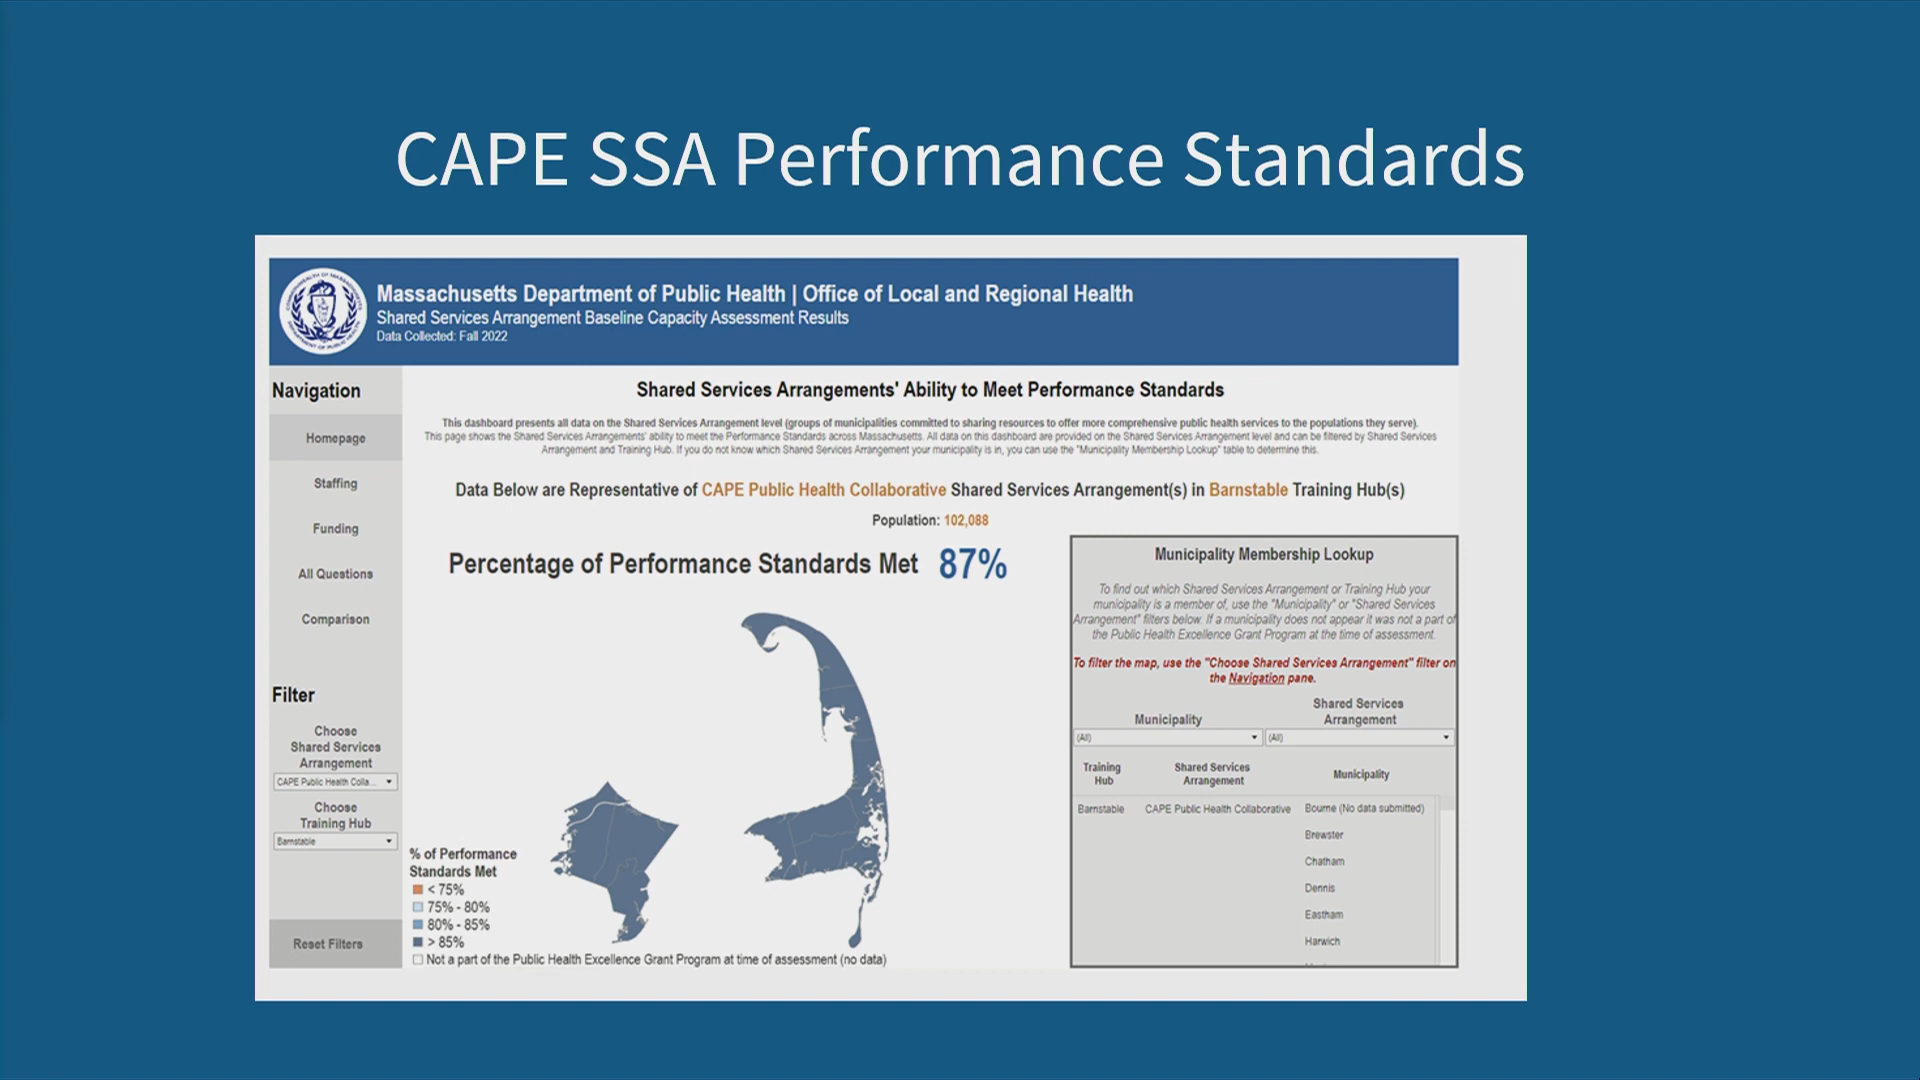 CAPE SSA Performance Standards
Massachusetts Department of Public Health | Office of Local and Regional Health
Shared Services Arrangement Baseline Capacity Assessment Results
Data Collected: Fall 2022
Navigation
Homepage
Staffing
Funding
All Questions
Comparison
Filter
Choose
Shared Services
Arrangement
CAPE Public Health Colla...
Choose
Training Hub
Barnstable
Reset Filters
Shared Services Arrangements' Ability to Meet Performance Standards
This dashboard presents all data on the Shared Services Arrangement level (groups of municipalities committed to sharing resources to offer more comprehensive public health services to the populations they serve).
This page shows the Shared Services Arrangements' ability to meet the Performance Standards across Massachusetts. All data on this dashboard are provided on the Shared Services Arrangement level and can be filtered by Shared Services
Arrangement and Training Hub. If you do not know which Shared Services Arrangement your municipality is in, you can use the "Municipality Membership Lookup" table to determine this.
Data Below are Representative of CAPE Public Health Collaborative Shared Services Arrangement(s) in Barnstable Training Hub(s)
Population: 102,088
Percentage of Performance Standards Met 87%
% of Performance
Standards Met
< 75%
75% - 80%
80% - 85%
> 85%
Not a part of the Public Health Excellence Grant Program at time of assessment (no data)
Municipality Membership Lookup
To find out which Shared Services Arrangement or Training Hub your
municipality is a member of, use the "Municipality" or "Shared Services
Arrangement" filters below. If a municipality does not appear it was not a part of
the Public Health Excellence Grant Program at the time of assessment.
To filter the map, use the "Choose Shared Services Arrangement" filter on
the Navigation pane.
Municipality
Shared Services
Arrangement
(All) (All)
Training
Hub
Shared Services
Arrangement
Municipality
Barnstable CAPE Public Health Collaborative Bourne (No data submitted)
Brewster
Chatham
Dennis
Eastham
Harwich